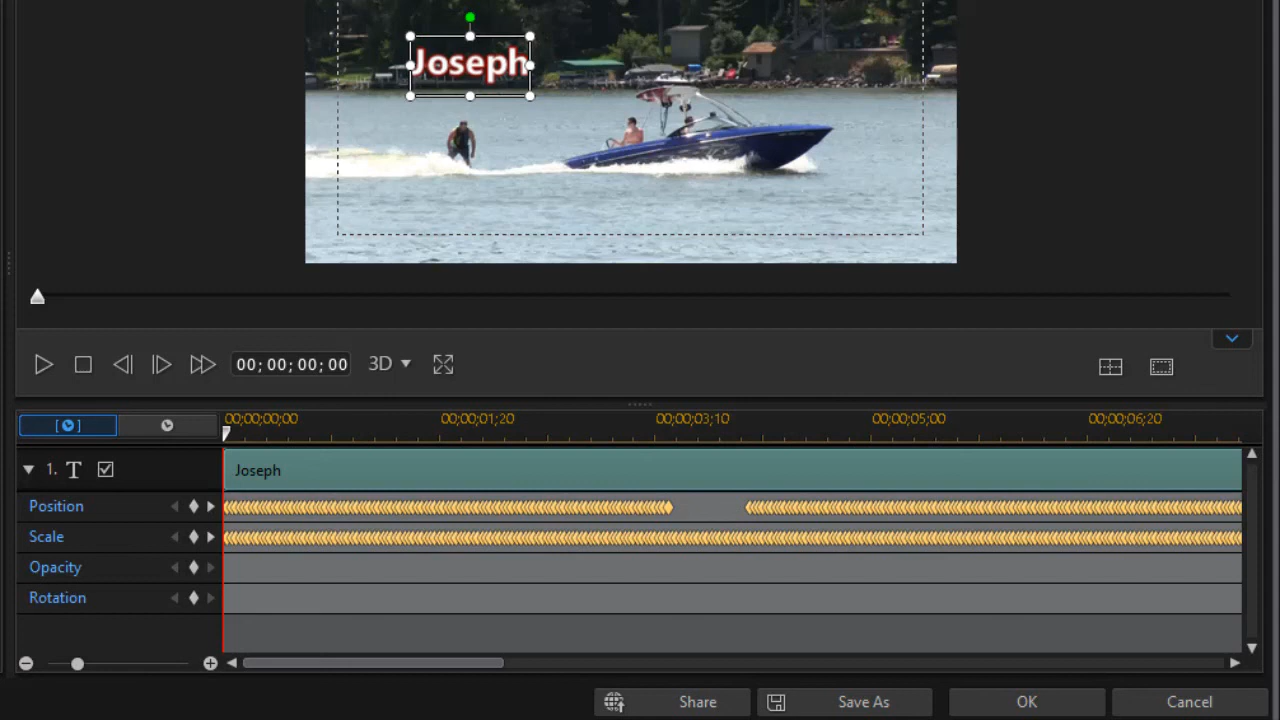 Joseph
00;00;00;00
3D
00;00;00;00 00;00;01;20 00;00;03;10 00;00;05;00 00;00;06;20
1. T Joseph
Position
Scale
Opacity
Rotation
Share Save As OK Cancel